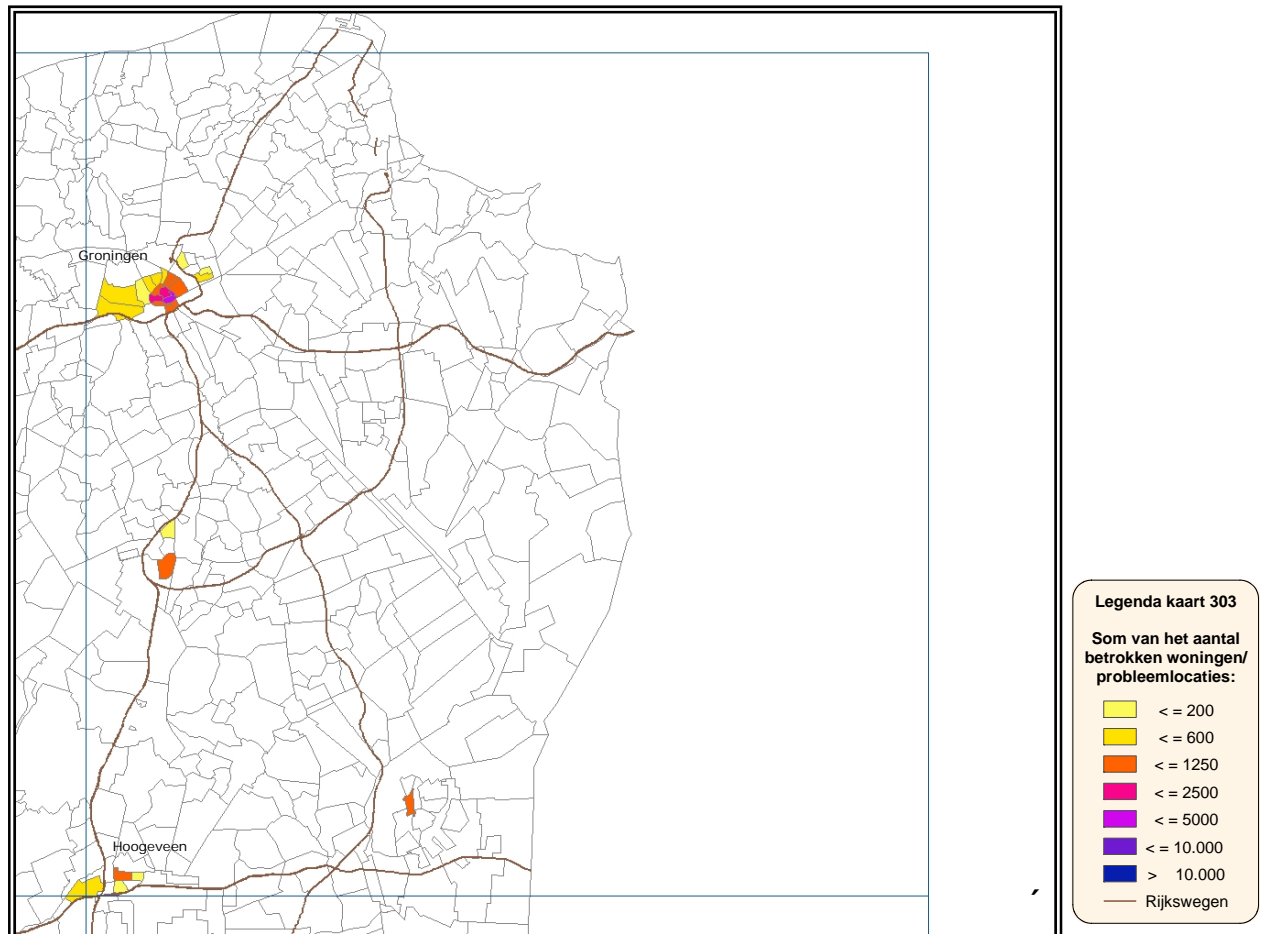 Groningen
Hoogeveen
Legenda kaart 303
Som van het aantal
betrokken woningen/
probleemlocaties:
< = 200
< = 600
< = 1250
< = 2500
< = 5000
< = 10.000
> 10.000
Rijkswegen